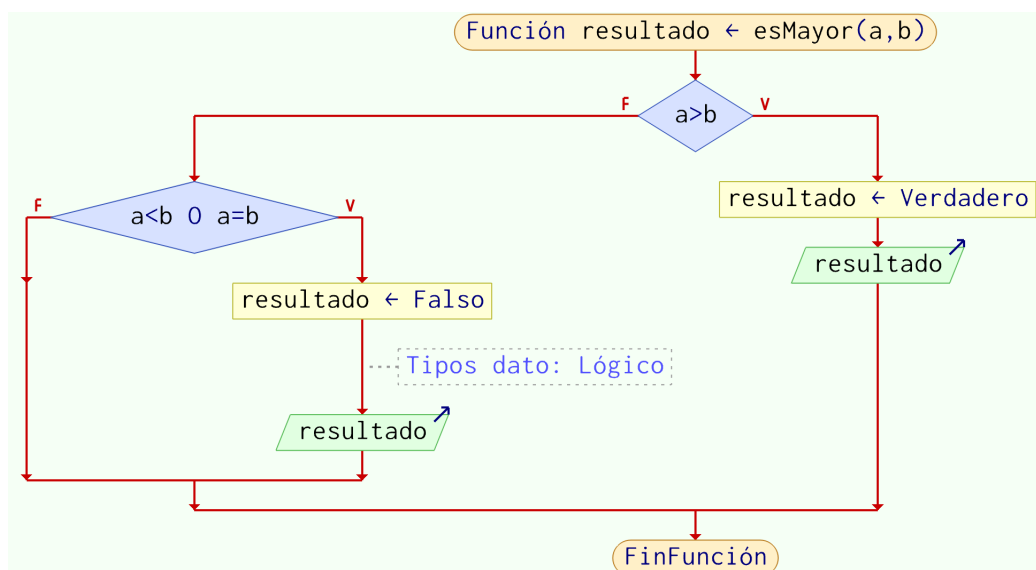 Función resultado ← esMayor(a,b)
F
a>b
V
F
a<b O a=b
V
resultado ← Verdadero
resultado
resultado ← Falso
Tipos dato: Lógico
resultado
FinFunción